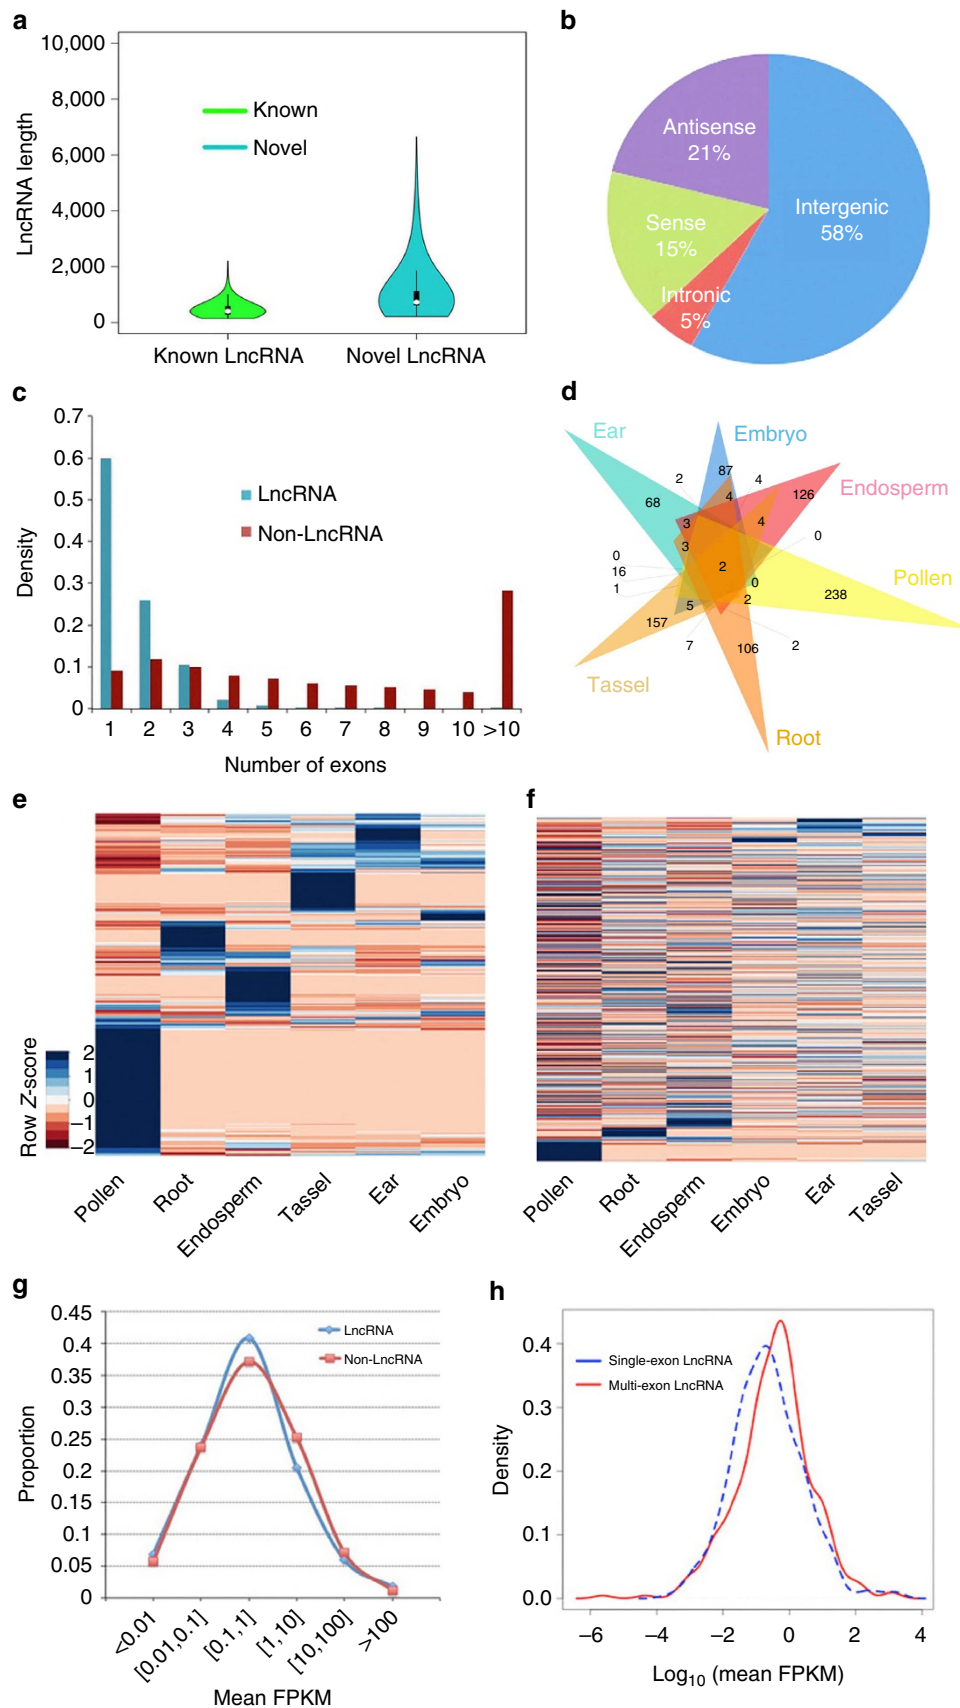 a
10,000
8,000
6,000
4,000
2,000
0
LncRNA length
Known
Novel
Known LncRNA
Novel LncRNA
b
Antisense
21%
Intergenic
58%
Sense
15%
Intronic
5%
c
0.7
0.6
0.5
0.4
0.3
0.2
0.1
0
Density
LncRNA
Non-LncRNA
1 2 3 4 5 6 7 8 9 10 >10
Number of exons
d
Ear
Embryo
Endosperm
Pollen
Root
Tassel
2
87
4
4
126
68
3
4
0
3
0
16
1
2
0
238
5
2
157
7
106
2
e
Row Z-score
2
1
0
−1
−2
Pollen
Root
Endosperm
Tassel
Ear
Embryo
f
Pollen
Root
Endosperm
Embryo
Ear
Tassel
g
0.45
0.4
0.35
0.3
0.25
0.2
0.15
0.1
0.05
0
Proportion
LncRNA
Non-LncRNA
<0.01
[0.01,0.1]
[0.1,1]
[1,10]
[10,100]
>100
Mean FPKM
h
0.4
0.3
0.2
0.1
0.0
Density
Single-exon LncRNA
Multi-exon LncRNA
−6 −4 −2 0 2 4
Log10 (mean FPKM)